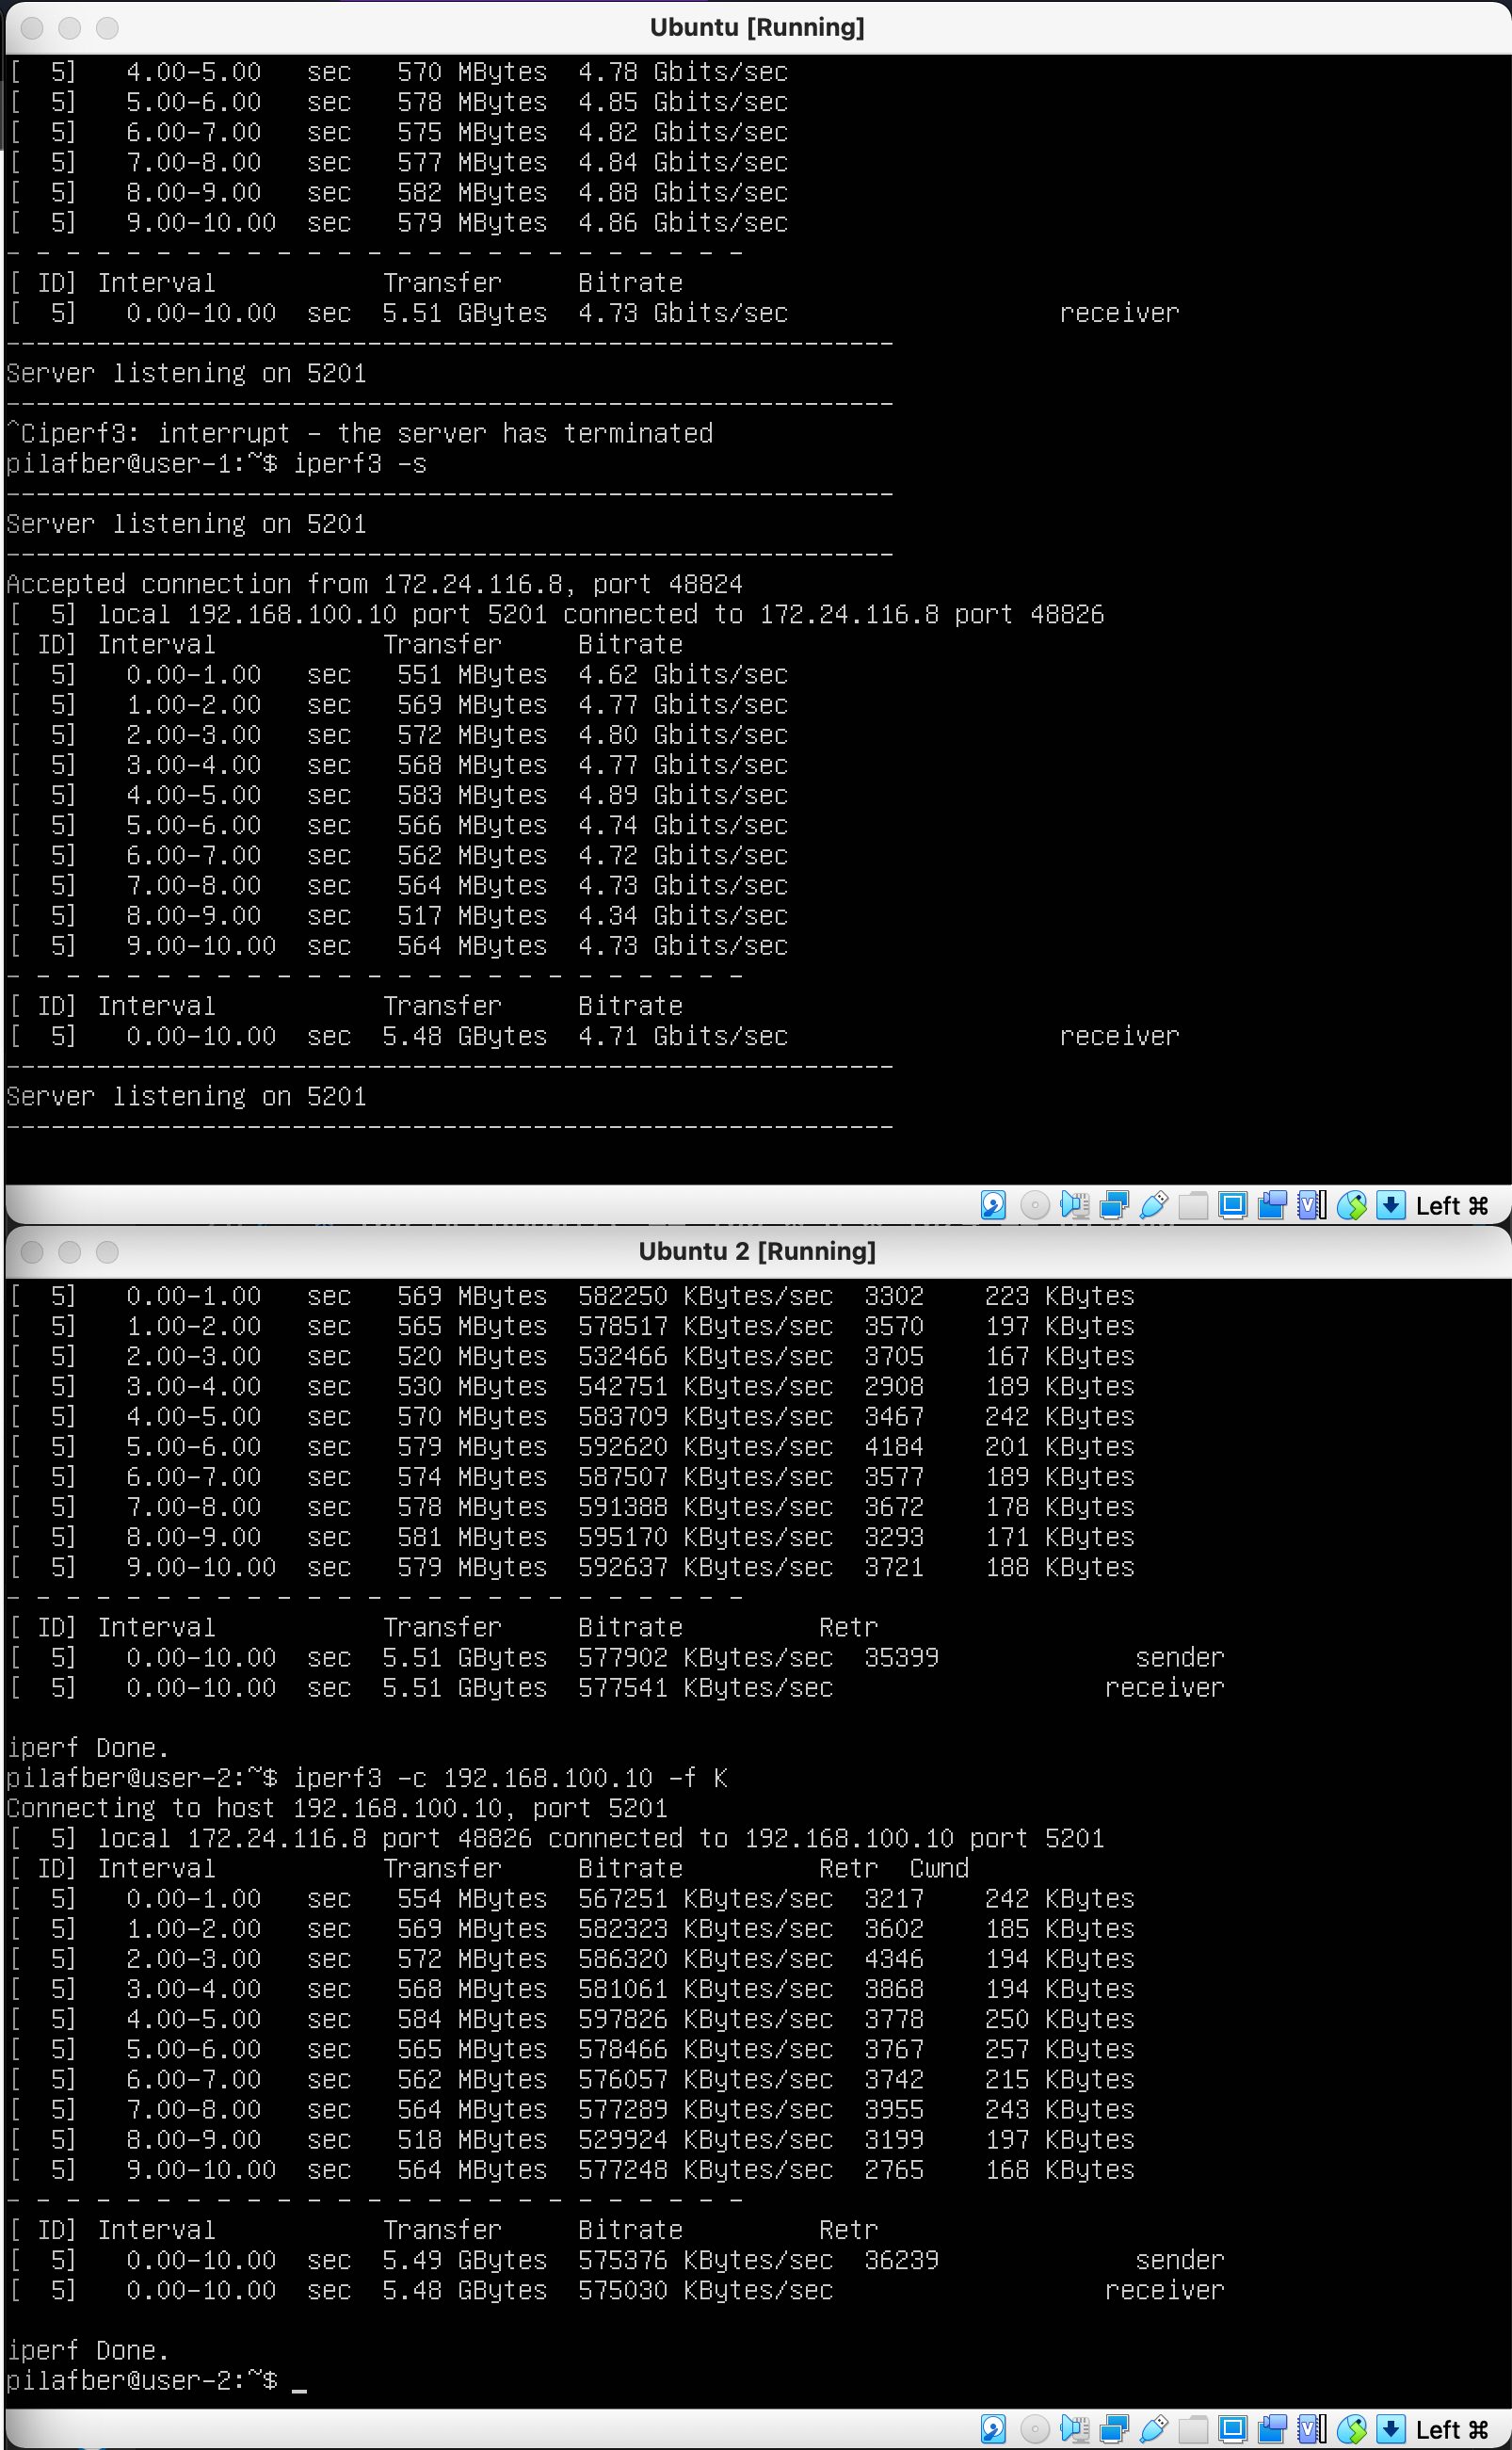 Ubuntu [Running]
[  5]   4.00-5.00   sec   570 MBytes  4.78 Gbits/sec
[  5]   5.00-6.00   sec   578 MBytes  4.85 Gbits/sec
[  5]   6.00-7.00   sec   575 MBytes  4.82 Gbits/sec
[  5]   7.00-8.00   sec   577 MBytes  4.84 Gbits/sec
[  5]   8.00-9.00   sec   582 MBytes  4.88 Gbits/sec
[  5]   9.00-10.00  sec   579 MBytes  4.86 Gbits/sec
- - - - - - - - - - - - - - - - - - - - - - - - -
[ ID] Interval           Transfer     Bitrate
[  5]   0.00-10.00  sec  5.51 GBytes  4.73 Gbits/sec                  receiver
-----------------------------------------------------------
Server listening on 5201
-----------------------------------------------------------
^Ciperf3: interrupt - the server has terminated
pilafber@user-1:~$ iperf3 -s
-----------------------------------------------------------
Server listening on 5201
-----------------------------------------------------------
Accepted connection from 172.24.116.8, port 48824
[  5] local 192.168.100.10 port 5201 connected to 172.24.116.8 port 48826
[ ID] Interval           Transfer     Bitrate
[  5]   0.00-1.00   sec   551 MBytes  4.62 Gbits/sec
[  5]   1.00-2.00   sec   569 MBytes  4.77 Gbits/sec
[  5]   2.00-3.00   sec   572 MBytes  4.80 Gbits/sec
[  5]   3.00-4.00   sec   568 MBytes  4.77 Gbits/sec
[  5]   4.00-5.00   sec   583 MBytes  4.89 Gbits/sec
[  5]   5.00-6.00   sec   566 MBytes  4.74 Gbits/sec
[  5]   6.00-7.00   sec   562 MBytes  4.72 Gbits/sec
[  5]   7.00-8.00   sec   564 MBytes  4.73 Gbits/sec
[  5]   8.00-9.00   sec   517 MBytes  4.34 Gbits/sec
[  5]   9.00-10.00  sec   564 MBytes  4.73 Gbits/sec
- - - - - - - - - - - - - - - - - - - - - - - - -
[ ID] Interval           Transfer     Bitrate
[  5]   0.00-10.00  sec  5.48 GBytes  4.71 Gbits/sec                  receiver
-----------------------------------------------------------
Server listening on 5201
-----------------------------------------------------------
Left ⌘
Ubuntu 2 [Running]
[  5]   0.00-1.00   sec   569 MBytes  582250 KBytes/sec  3302    223 KBytes
[  5]   1.00-2.00   sec   565 MBytes  578517 KBytes/sec  3570    197 KBytes
[  5]   2.00-3.00   sec   520 MBytes  532466 KBytes/sec  3705    167 KBytes
[  5]   3.00-4.00   sec   530 MBytes  542751 KBytes/sec  2908    189 KBytes
[  5]   4.00-5.00   sec   570 MBytes  583709 KBytes/sec  3467    242 KBytes
[  5]   5.00-6.00   sec   579 MBytes  592620 KBytes/sec  4184    201 KBytes
[  5]   6.00-7.00   sec   574 MBytes  587507 KBytes/sec  3577    189 KBytes
[  5]   7.00-8.00   sec   578 MBytes  591388 KBytes/sec  3672    178 KBytes
[  5]   8.00-9.00   sec   581 MBytes  595170 KBytes/sec  3293    171 KBytes
[  5]   9.00-10.00  sec   579 MBytes  592637 KBytes/sec  3721    188 KBytes
- - - - - - - - - - - - - - - - - - - - - - - - -
[ ID] Interval           Transfer     Bitrate         Retr
[  5]   0.00-10.00  sec  5.51 GBytes  577902 KBytes/sec  35399             sender
[  5]   0.00-10.00  sec  5.51 GBytes  577541 KBytes/sec                  receiver
iperf Done.
pilafber@user-2:~$ iperf3 -c 192.168.100.10 -f K
Connecting to host 192.168.100.10, port 5201
[  5] local 172.24.116.8 port 48826 connected to 192.168.100.10 port 5201
[ ID] Interval           Transfer     Bitrate         Retr  Cwnd
[  5]   0.00-1.00   sec   554 MBytes  567251 KBytes/sec  3217    242 KBytes
[  5]   1.00-2.00   sec   569 MBytes  582323 KBytes/sec  3602    185 KBytes
[  5]   2.00-3.00   sec   572 MBytes  586320 KBytes/sec  4346    194 KBytes
[  5]   3.00-4.00   sec   568 MBytes  581061 KBytes/sec  3868    194 KBytes
[  5]   4.00-5.00   sec   584 MBytes  597826 KBytes/sec  3778    250 KBytes
[  5]   5.00-6.00   sec   565 MBytes  578466 KBytes/sec  3767    257 KBytes
[  5]   6.00-7.00   sec   562 MBytes  576057 KBytes/sec  3742    215 KBytes
[  5]   7.00-8.00   sec   564 MBytes  577289 KBytes/sec  3955    243 KBytes
[  5]   8.00-9.00   sec   518 MBytes  529924 KBytes/sec  3199    197 KBytes
[  5]   9.00-10.00  sec   564 MBytes  577248 KBytes/sec  2765    168 KBytes
- - - - - - - - - - - - - - - - - - - - - - - - -
[ ID] Interval           Transfer     Bitrate         Retr
[  5]   0.00-10.00  sec  5.49 GBytes  575376 KBytes/sec  36239             sender
[  5]   0.00-10.00  sec  5.48 GBytes  575030 KBytes/sec                  receiver
iperf Done.
pilafber@user-2:~$ _
Left ⌘